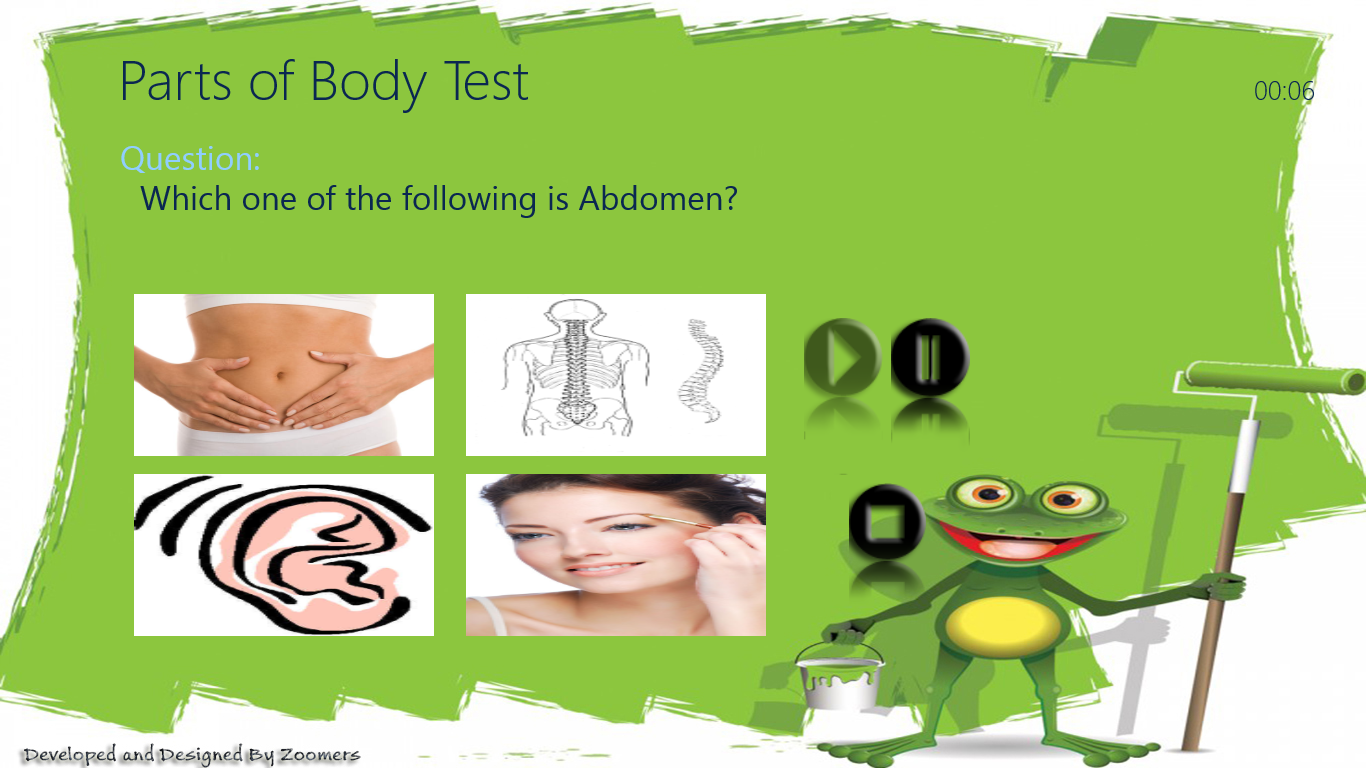 Parts of Body Test
00:06
Question:
Which one of the following is Abdomen?
Developed and Designed By Zoomers